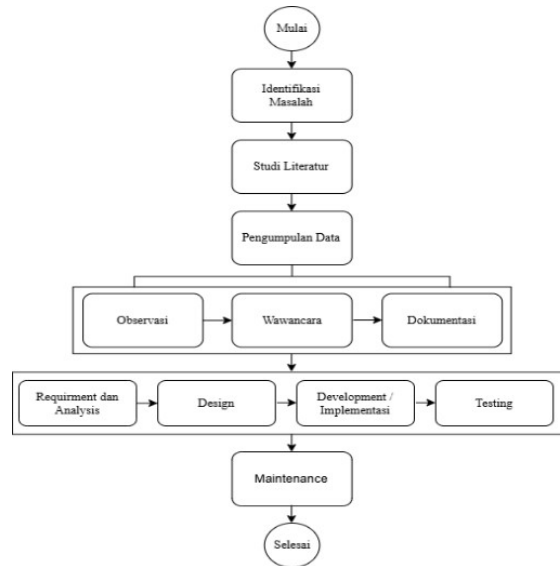 Mulai
Identifikasi
Masalah
Studi Literatur
Pengumpulan Data
Observasi
Wawancara
Dokumentasi
Requirment dan
Analysis
Design
Development /
Implementasi
Testing
Maintenance
Selesai